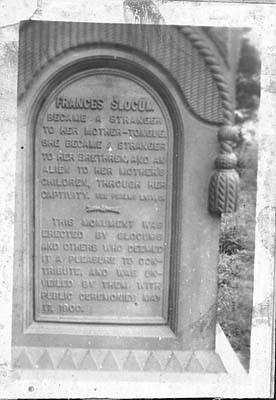 FRANCES SLOCUM
BECAME A STRANGER
TO HER MOTHER-TONGUE.
SHE BECAME A STRANGER
TO HER BRETHREN, AND AN
ALIEN TO HER MOTHER'S
CHILDREN, THROUGH HER
CAPTIVITY. SEE PSALMS
THIS MONUMENT WAS
ERECTED BY SLOCUMS
AND OTHERS WHO DEEMED
IT A PLEASURE TO CON-
TRIBUTE, AND WAS UN-
VEILED BY THEM WITH
PUBLIC CEREMONIES, MAY
17, 1900.